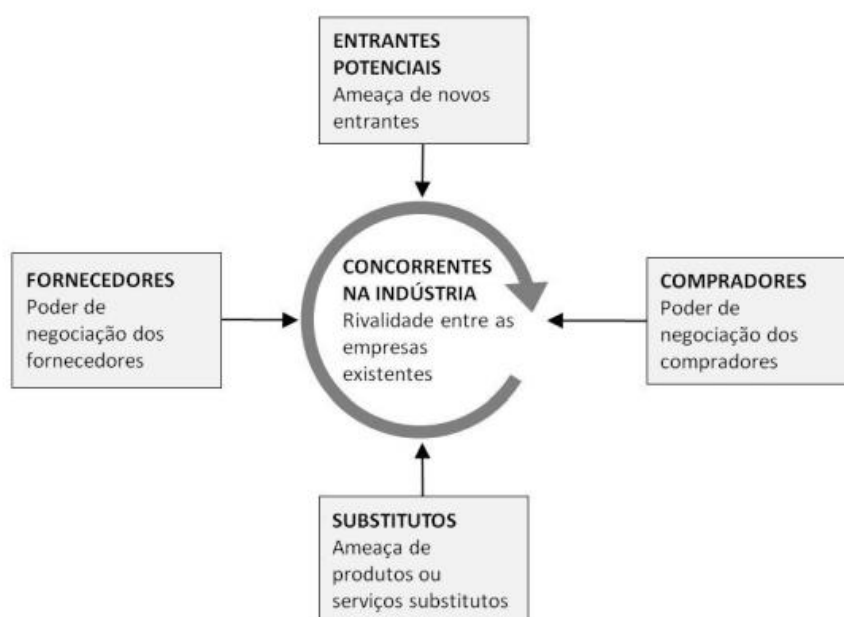 ENTRANTES
POTENCIAIS
Ameaça de novos
entrantes
FORNECEDORES
Poder de
negociação dos
fornecedores
CONCORRENTES
NA INDÚSTRIA
Rivalidade entre as
empresas
existentes
COMPRADORES
Poder de
negociação dos
compradores
SUBSTITUTOS
Ameaça de
produtos ou
serviços substitutos